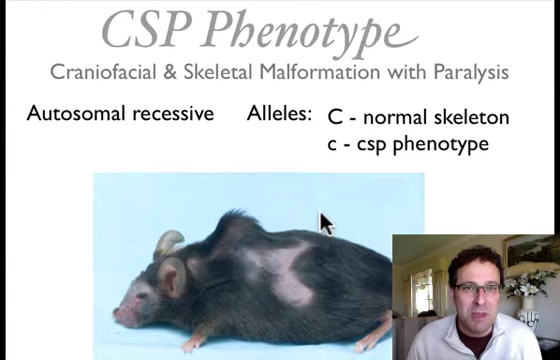 CSP Phenotype
Craniofacial & Skeletal Malformation with Paralysis
Autosomal recessive Alleles: C - normal skeleton
c - csp phenotype